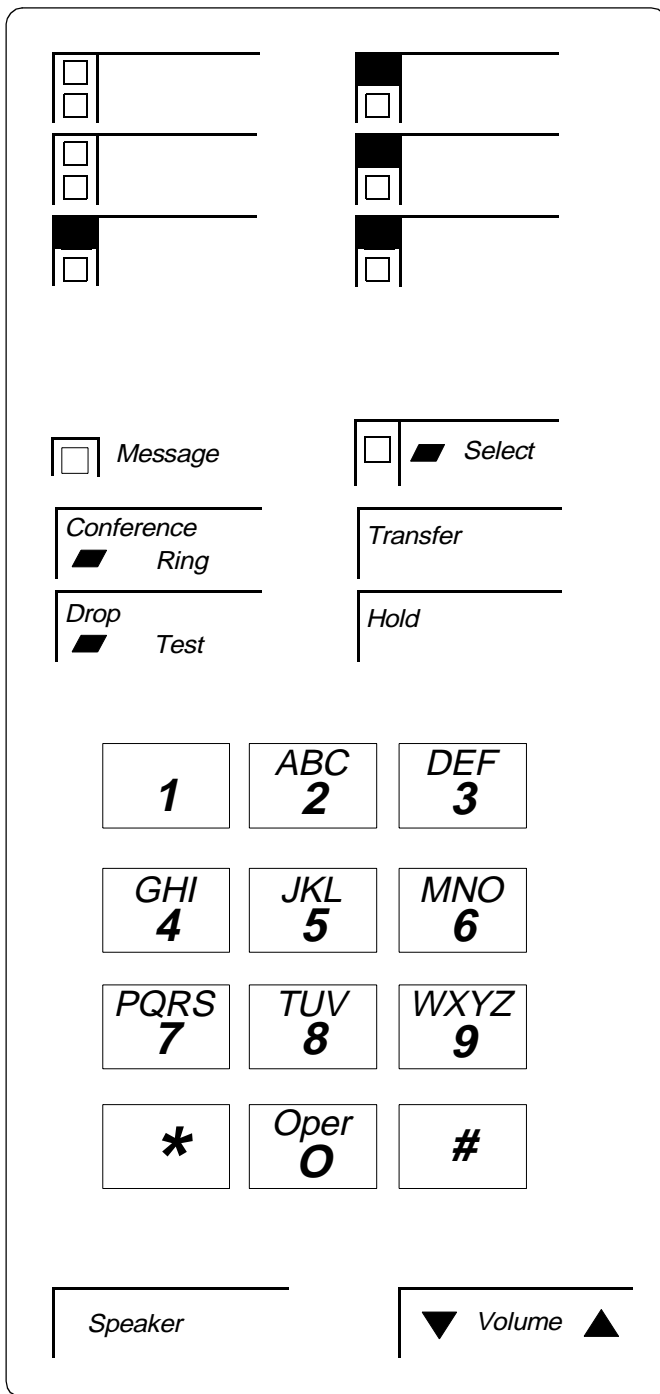 Message
Select
Conference
Ring
Transfer
Drop
Test
Hold
1
ABC
2
DEF
3
GHI
4
JKL
5
MNO
6
PQRS
7
TUV
8
WXYZ
9
*
Oper
O
#
Speaker
Volume